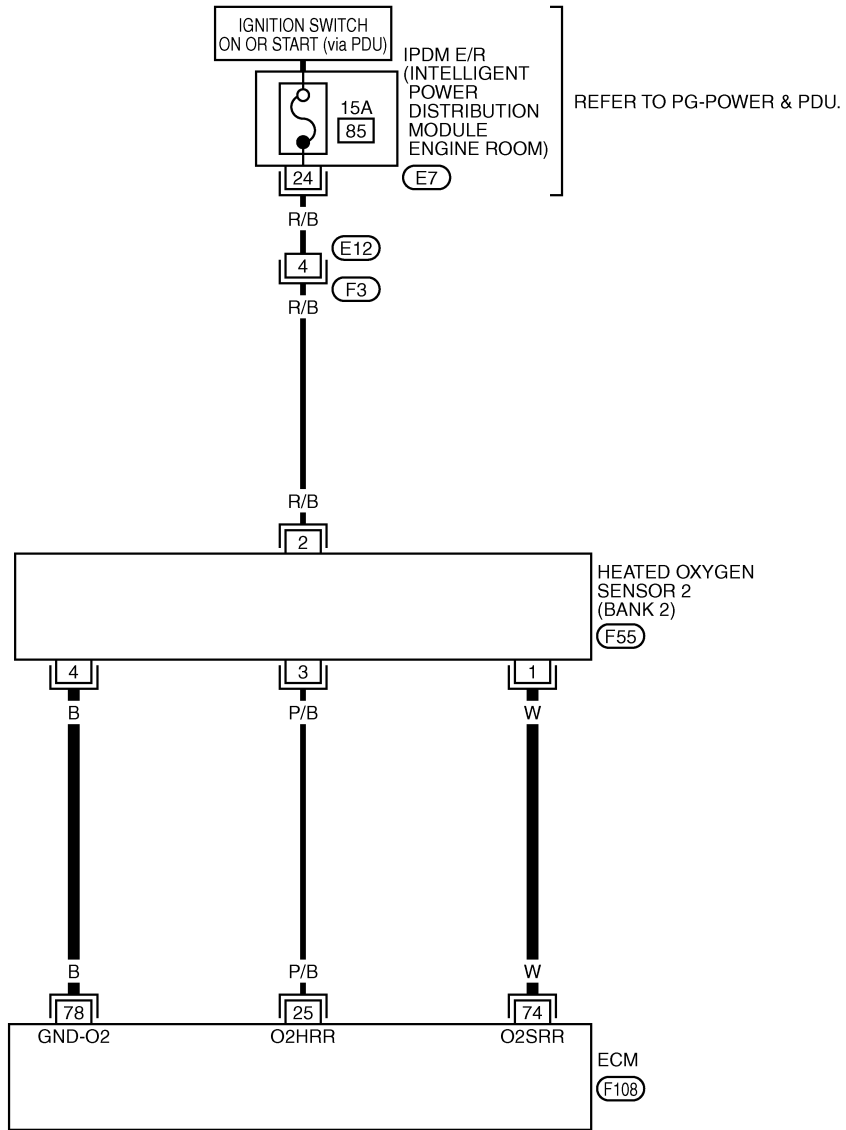 IGNITION SWITCH
ON OR START (via PDU)
IPDM E/R
(INTELLIGENT
POWER
DISTRIBUTION
MODULE
ENGINE ROOM)
REFER TO PG-POWER & PDU.
15A
85
24
E7
R/B
E12
4
F3
R/B
R/B
2
HEATED OXYGEN
SENSOR 2
(BANK 2)
F55
4 3 1
B P/B W
B P/B W
78 25 74
GND-O2 O2HRR O2SRR
ECM
F108